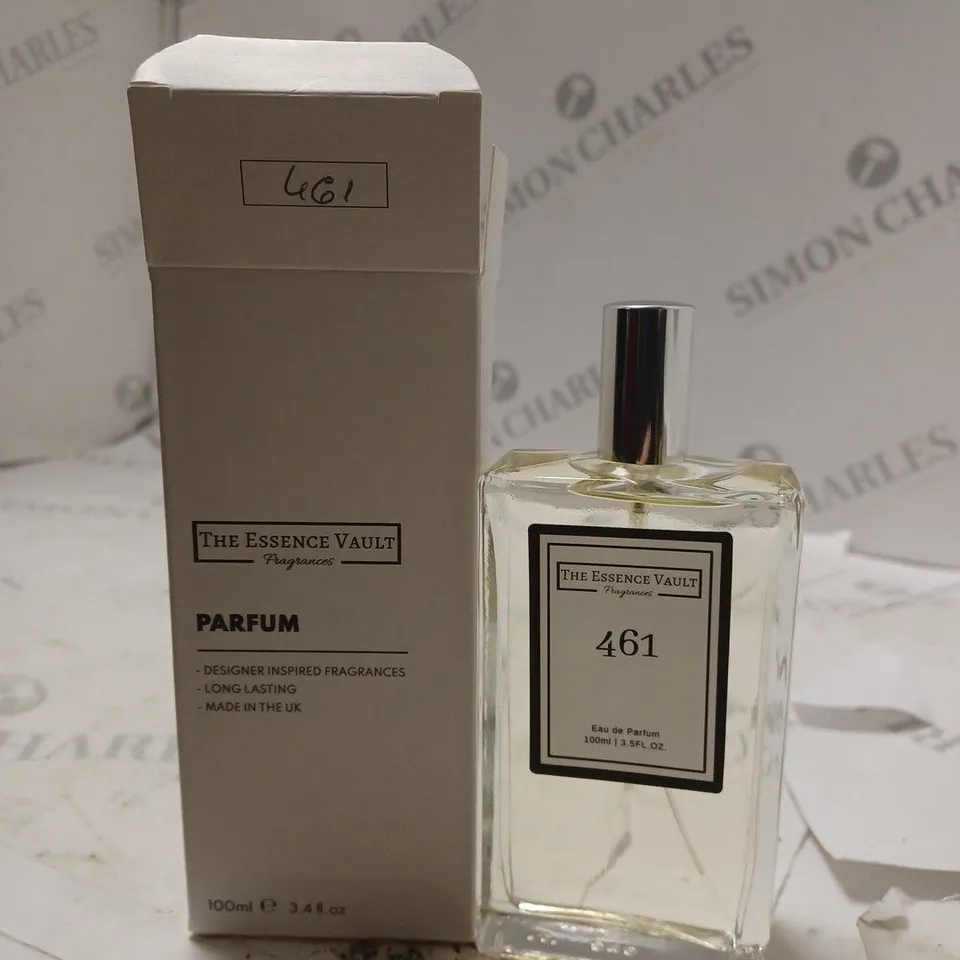 461
THE ESSENCE VAULT
Fragrances
PARFUM
- DESIGNER INSPIRED FRAGRANCES
- LONG LASTING
- MADE IN THE UK
100ml ℮ 3.4 fl.oz
THE ESSENCE VAULT
Fragrances
461
Eau de Parfum
100ml | 3.5FL.OZ.
SIMON CHARLES
SIMON CHARLES
SIMON CHARLES